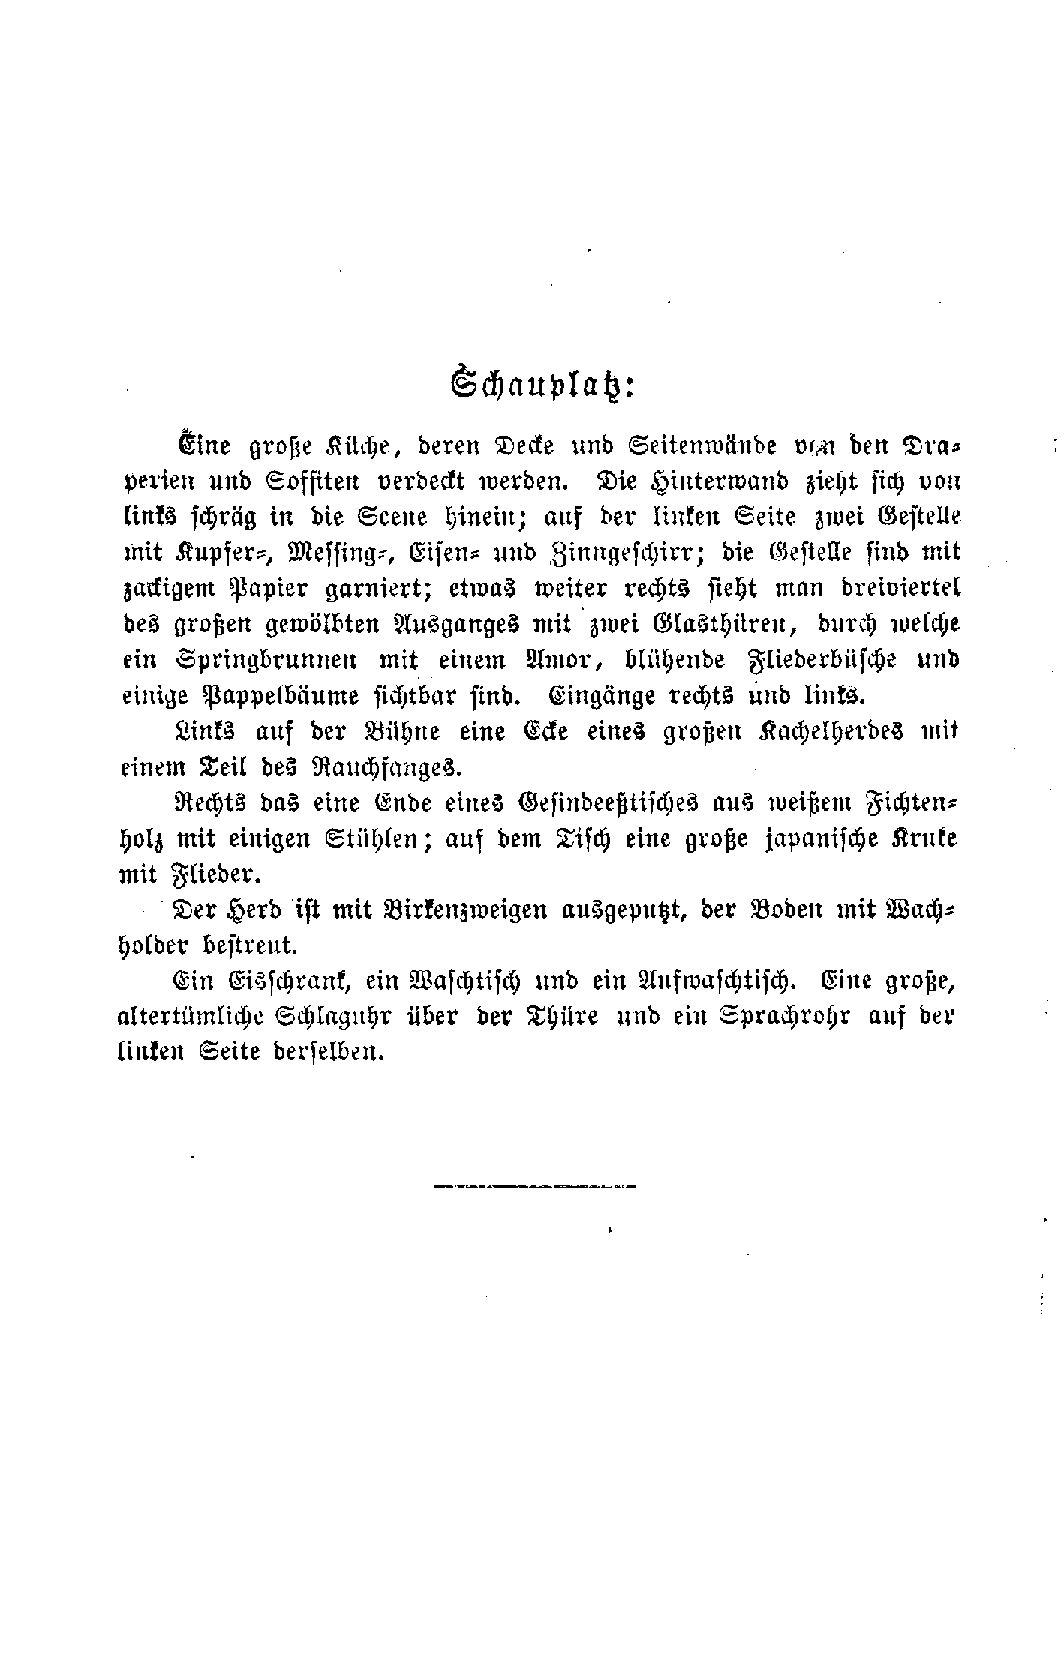 Schauplatz:
Eine große Küche, deren Decke und Seitenwände von den Dra-
perien und Soffiten verdeckt werden. Die Hinterwand zieht sich von
links schräg in die Scene hinein; auf der linken Seite zwei Gestelle
mit Kupfer-, Messing-, Eisen- und Zinngeschirr; die Gestelle sind mit
zackigem Papier garniert; etwas weiter rechts sieht man dreiviertel
des großen gewölbten Ausganges mit zwei Glasthüren, durch welche
ein Springbrunnen mit einem Amor, blühende Fliederbüsche und
einige Pappelbäume sichtbar sind. Eingänge rechts und links.
Links auf der Bühne eine Ecke eines großen Kachelherdes mit
einem Teil des Rauchfanges.
Rechts das eine Ende eines Gesindeeßtisches aus weißem Fichten-
holz mit einigen Stühlen; auf dem Tisch eine große japanische Kruke
mit Flieder.
Der Herd ist mit Birkenzweigen ausgeputzt, der Boden mit Wach-
holder bestreut.
Ein Eisschrank, ein Waschtisch und ein Aufwaschtisch. Eine große,
altertümliche Schlaguhr über der Thüre und ein Sprachrohr auf der
linken Seite derselben.